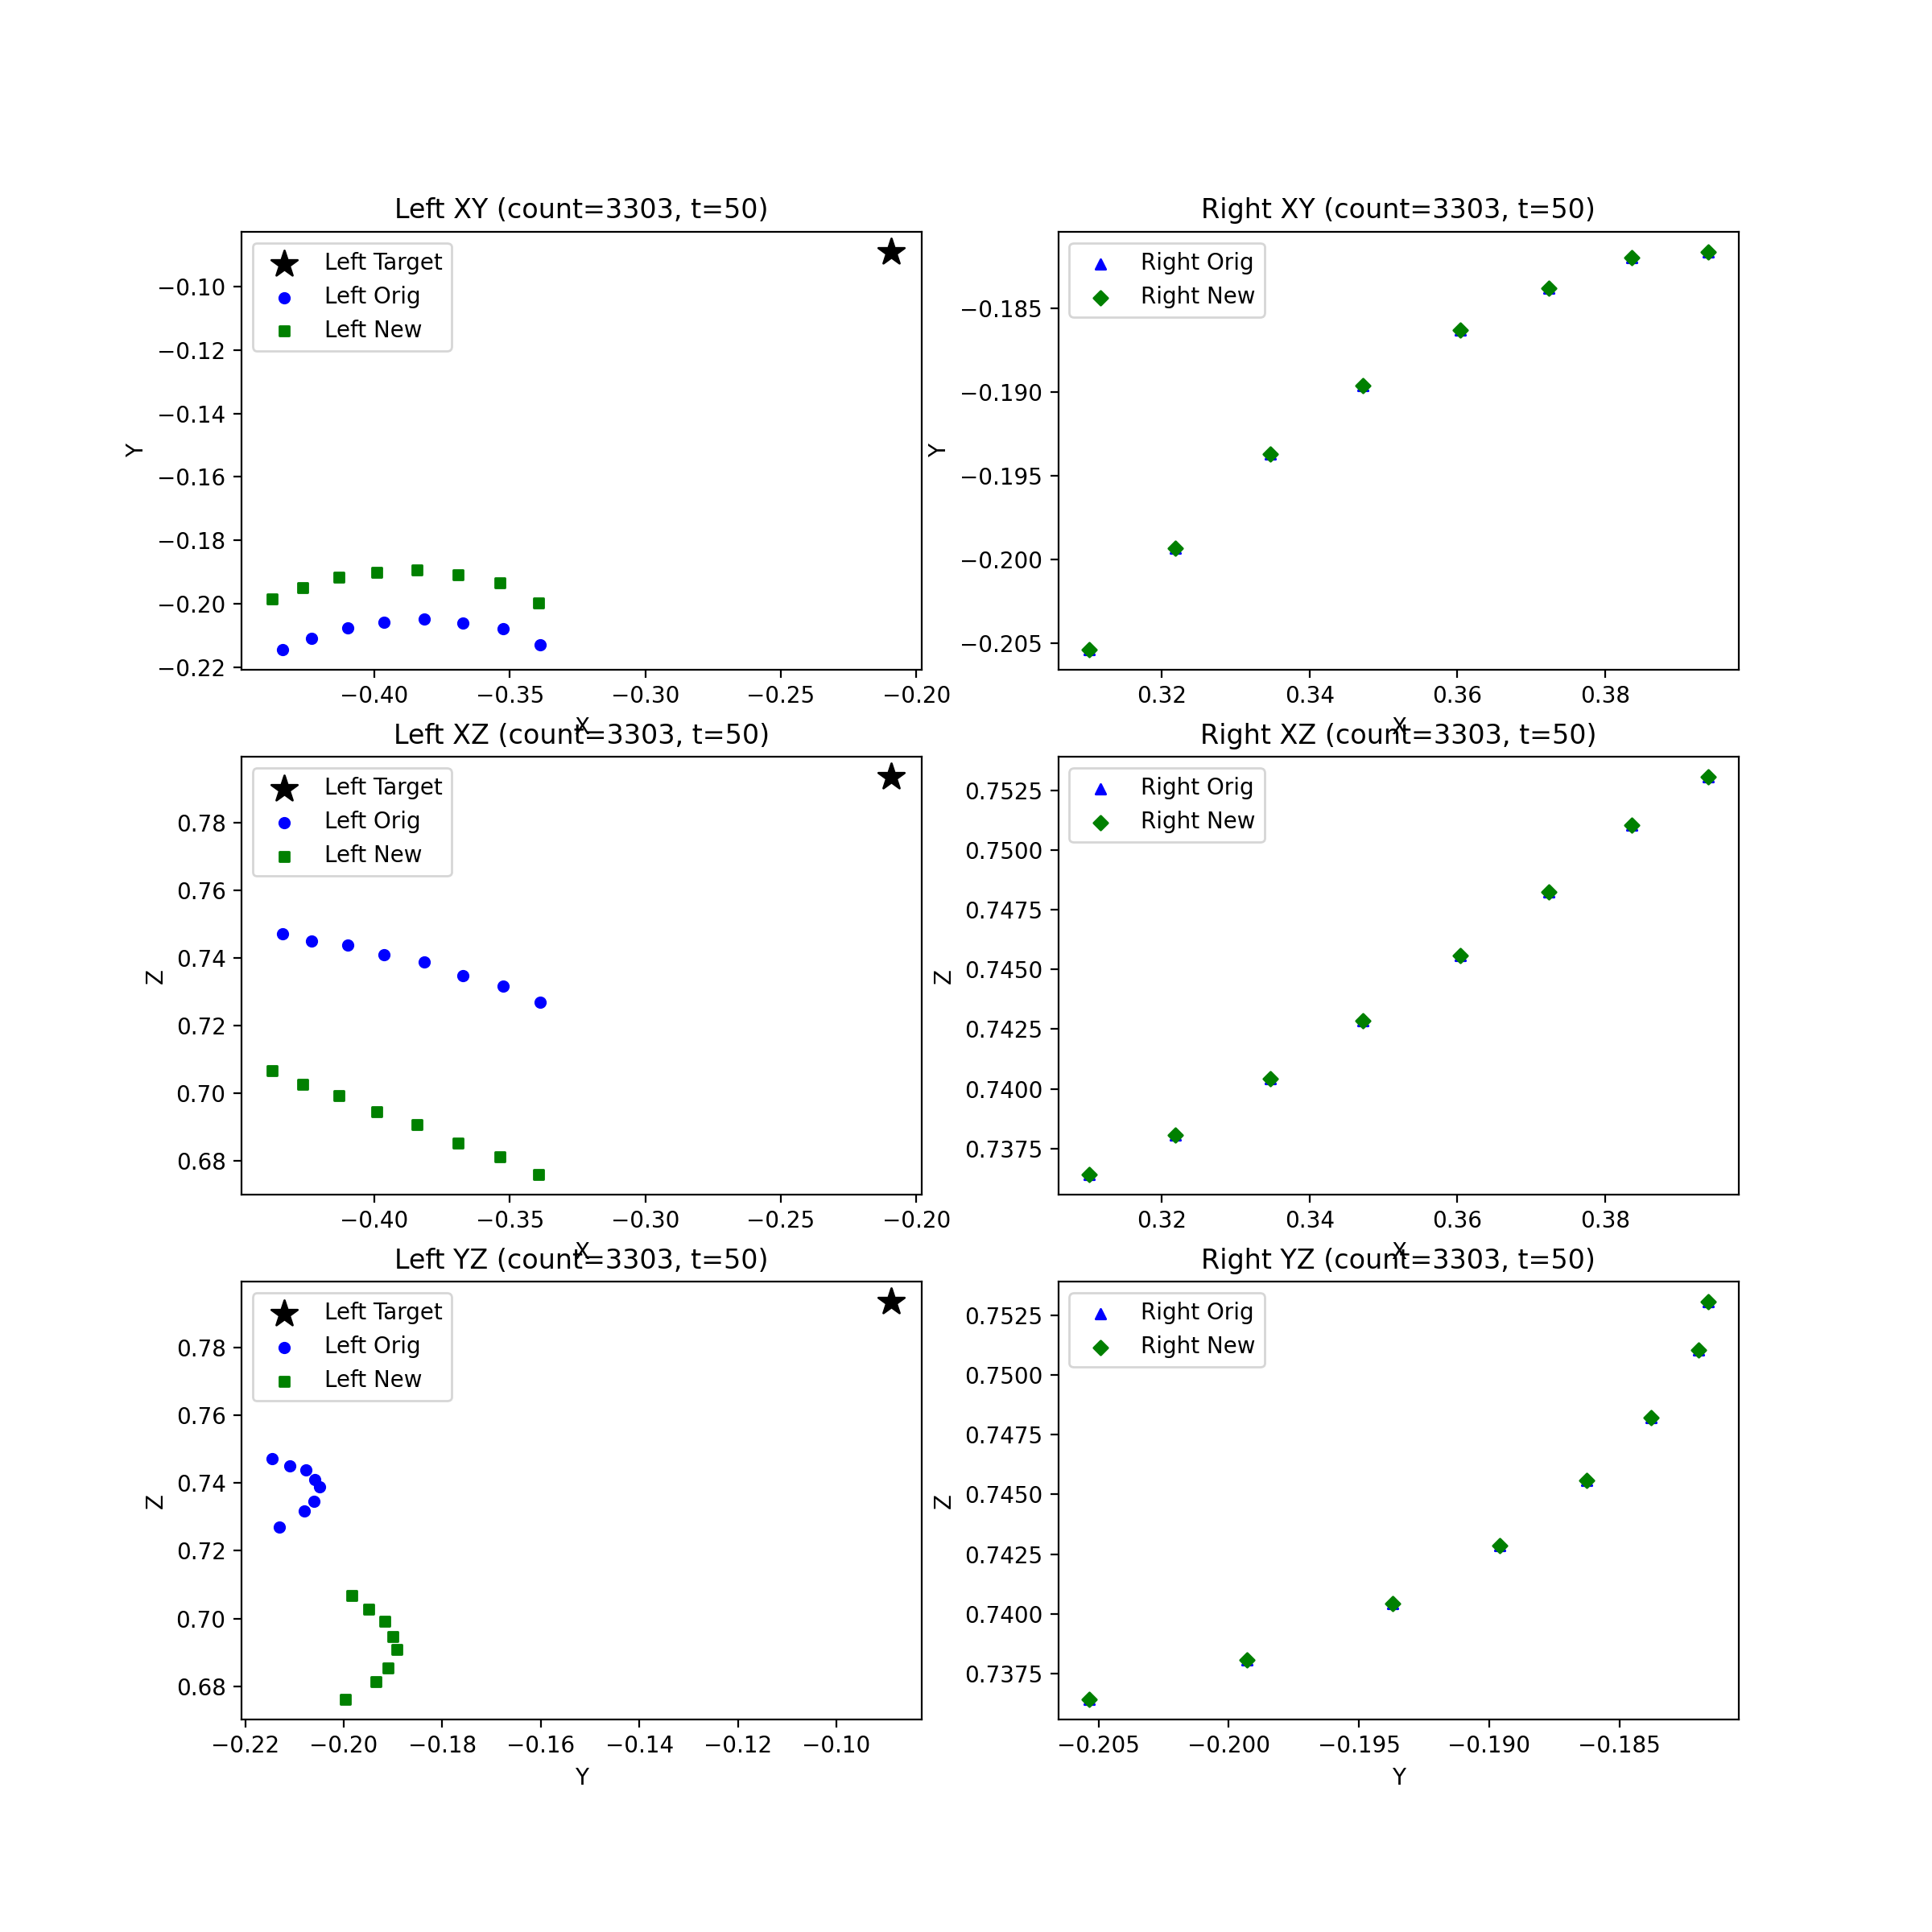 Left XY (count=3303, t=50)
Left Target
Left Orig
Left New
−0.10
−0.12
−0.14
−0.16
−0.18
−0.20
−0.22
Y
−0.40 −0.35 −0.30 −0.25 −0.20
X
Right XY (count=3303, t=50)
Right Orig
Right New
−0.185
−0.190
−0.195
−0.200
−0.205
Y
0.32 0.34 0.36 0.38
X
Left XZ (count=3303, t=50)
Left Target
Left Orig
Left New
0.78
0.76
0.74
0.72
0.70
0.68
Z
−0.40 −0.35 −0.30 −0.25 −0.20
X
Right XZ (count=3303, t=50)
Right Orig
Right New
0.7525
0.7500
0.7475
0.7450
0.7425
0.7400
0.7375
Z
0.32 0.34 0.36 0.38
X
Left YZ (count=3303, t=50)
Left Target
Left Orig
Left New
0.78
0.76
0.74
0.72
0.70
0.68
Z
−0.22 −0.20 −0.18 −0.16 −0.14 −0.12 −0.10
Y
Right YZ (count=3303, t=50)
Right Orig
Right New
0.7525
0.7500
0.7475
0.7450
0.7425
0.7400
0.7375
Z
−0.205 −0.200 −0.195 −0.190 −0.185
Y